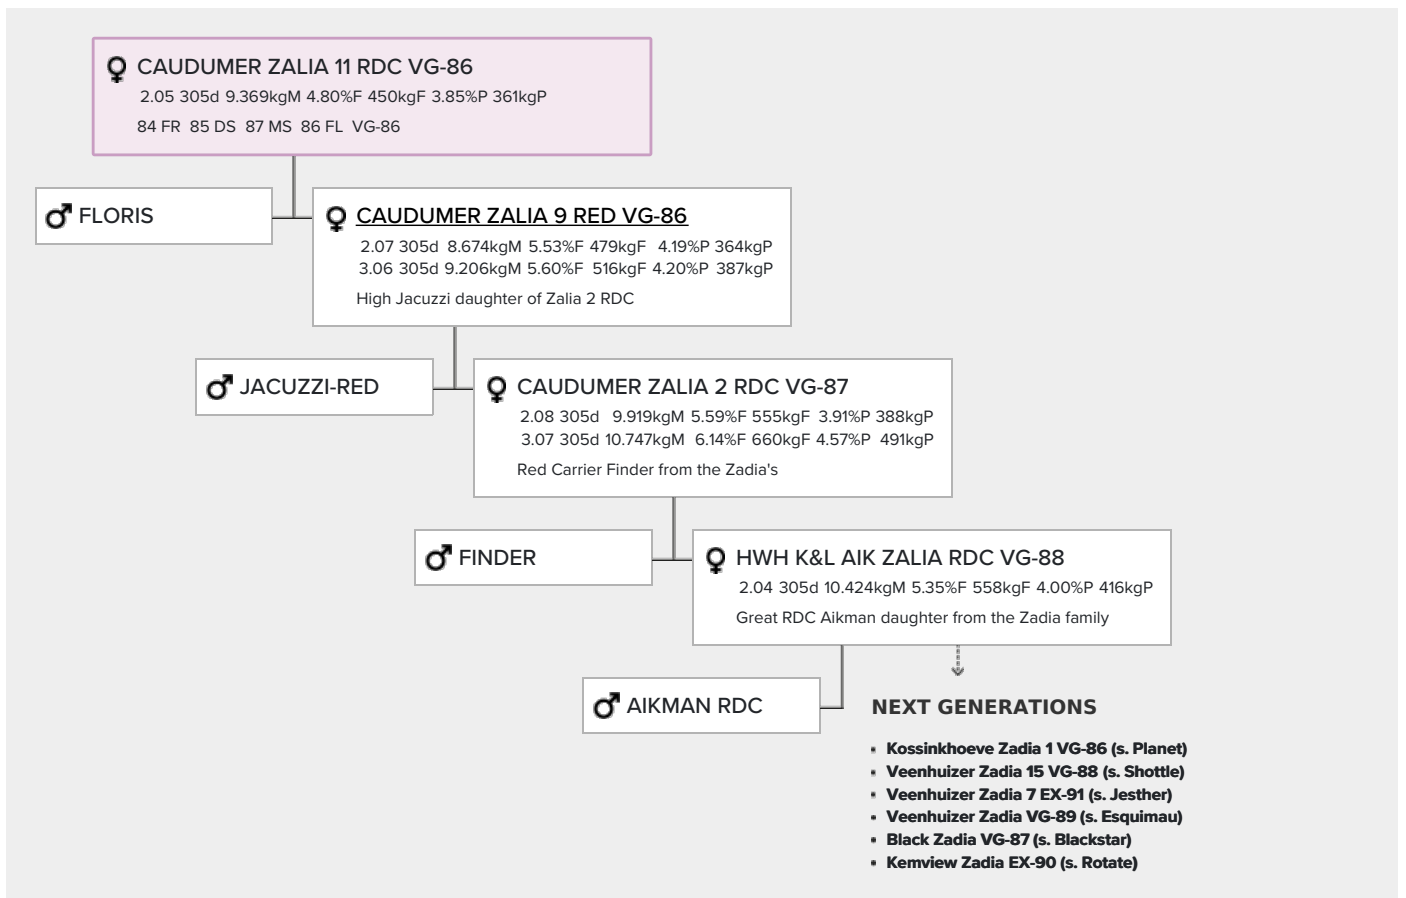 CAUDUMER ZALIA 11 RDC VG-86
2.05 305d 9.369kgM 4.80%F 450kgF 3.85%P 361kgP
84 FR 85 DS 87 MS 86 FL VG-86
FLORIS
CAUDUMER ZALIA 9 RED VG-86
2.07 305d 8.674kgM 5.53%F 479kgF 4.19%P 364kgP
3.06 305d 9.206kgM 5.60%F 516kgF 4.20%P 387kgP
High Jacuzzi daughter of Zalia 2 RDC
JACUZZI-RED
CAUDUMER ZALIA 2 RDC VG-87
2.08 305d 9.919kgM 5.59%F 555kgF 3.91%P 388kgP
3.07 305d 10.747kgM 6.14%F 660kgF 4.57%P 491kgP
Red Carrier Finder from the Zadia's
FINDER
HWH K&L AIK ZALIA RDC VG-88
2.04 305d 10.424kgM 5.35%F 558kgF 4.00%P 416kgP
Great RDC Aikman daughter from the Zadia family
AIKMAN RDC
NEXT GENERATIONS
▪ Kossinkhoeve Zadia 1 VG-86 (s. Planet)
▪ Veenhuizer Zadia 15 VG-88 (s. Shottle)
▪ Veenhuizer Zadia 7 EX-91 (s. Jesther)
▪ Veenhuizer Zadia VG-89 (s. Esquimau)
▪ Black Zadia VG-87 (s. Blackstar)
▪ Kemview Zadia EX-90 (s. Rotate)